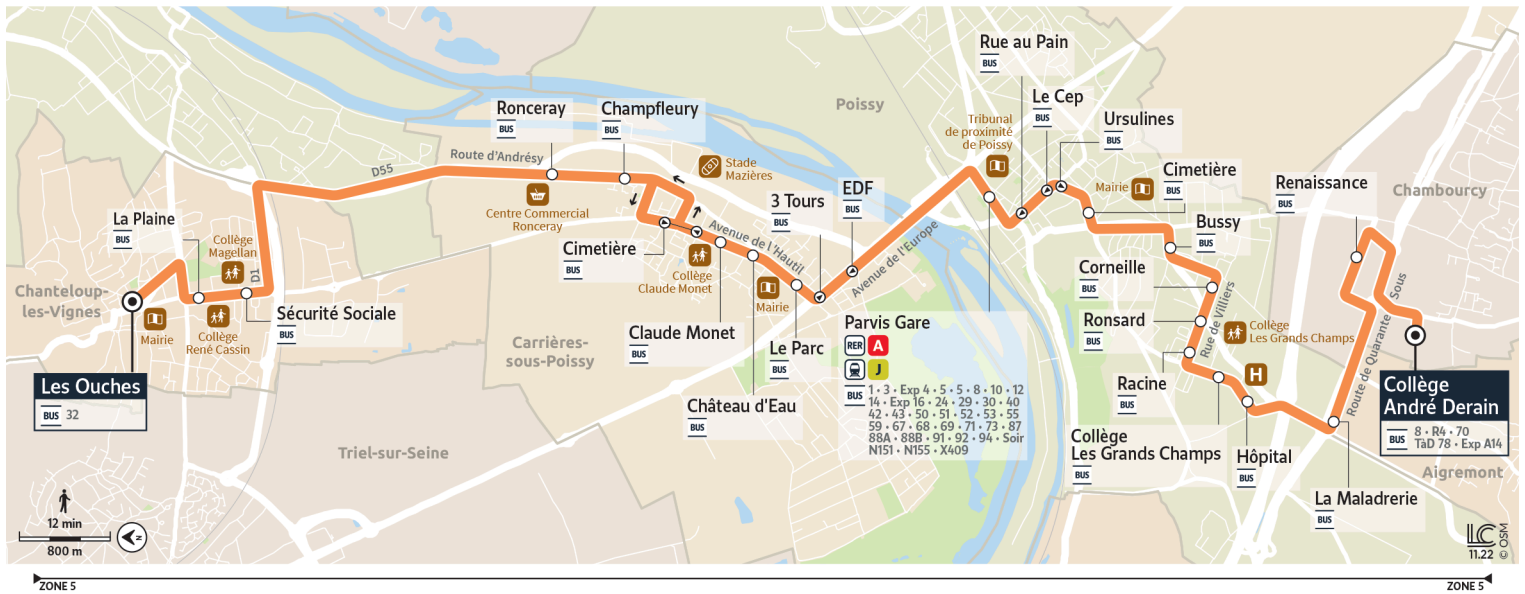 Rue au Pain
BUS
Le Cep
BUS
Ursulines
BUS
Poissy
Tribunal
de proximité
de Poissy
Ronceray
BUS
Champfleury
BUS
Route d'Andrésy
D55
Stade
Mazières
Centre Commercial
Ronceray
3 Tours
BUS
EDF
BUS
Mairie
Cimetière
BUS
Renaissance
BUS
Chambourcy
La Plaine
BUS
Collège
Magellan
D1
Cimetière
BUS
Avenue de l'Hautil
Avenue de l'Europe
Collège
Claude Monet
Mairie
Bussy
BUS
Corneille
BUS
Ronsard
BUS
Rue de Villiers
Collège
Les Grands Champs
Route de Quarante Sous
Chanteloup-
les-Vignes
Mairie
Collège
René Cassin
Sécurité Sociale
BUS
Les Ouches
BUS 32
Carrières-
sous-Poissy
Claude Monet
BUS
Le Parc
BUS
Château d'Eau
BUS
Parvis Gare
RER A
J
BUS
1 • 3 • Exp 4 • 5 • 5 • 8 • 10 • 12
14 • Exp 16 • 24 • 29 • 30 • 40
42 • 43 • 50 • 51 • 52 • 53 • 55
59 • 67 • 68 • 69 • 71 • 73 • 87
88A • 88B • 91 • 92 • 94 • Soir
N151 • N155 • X409
Racine
BUS
H
Collège
Les Grands Champs
BUS
Hôpital
BUS
La Maladrerie
BUS
Collège
André Derain
BUS
8 • R4 • 70
TàD 78 • Exp A14
Aigremont
Triel-sur-Seine
12 min
800 m
N
LC
11.22
© OSM
ZONE 5
ZONE 5